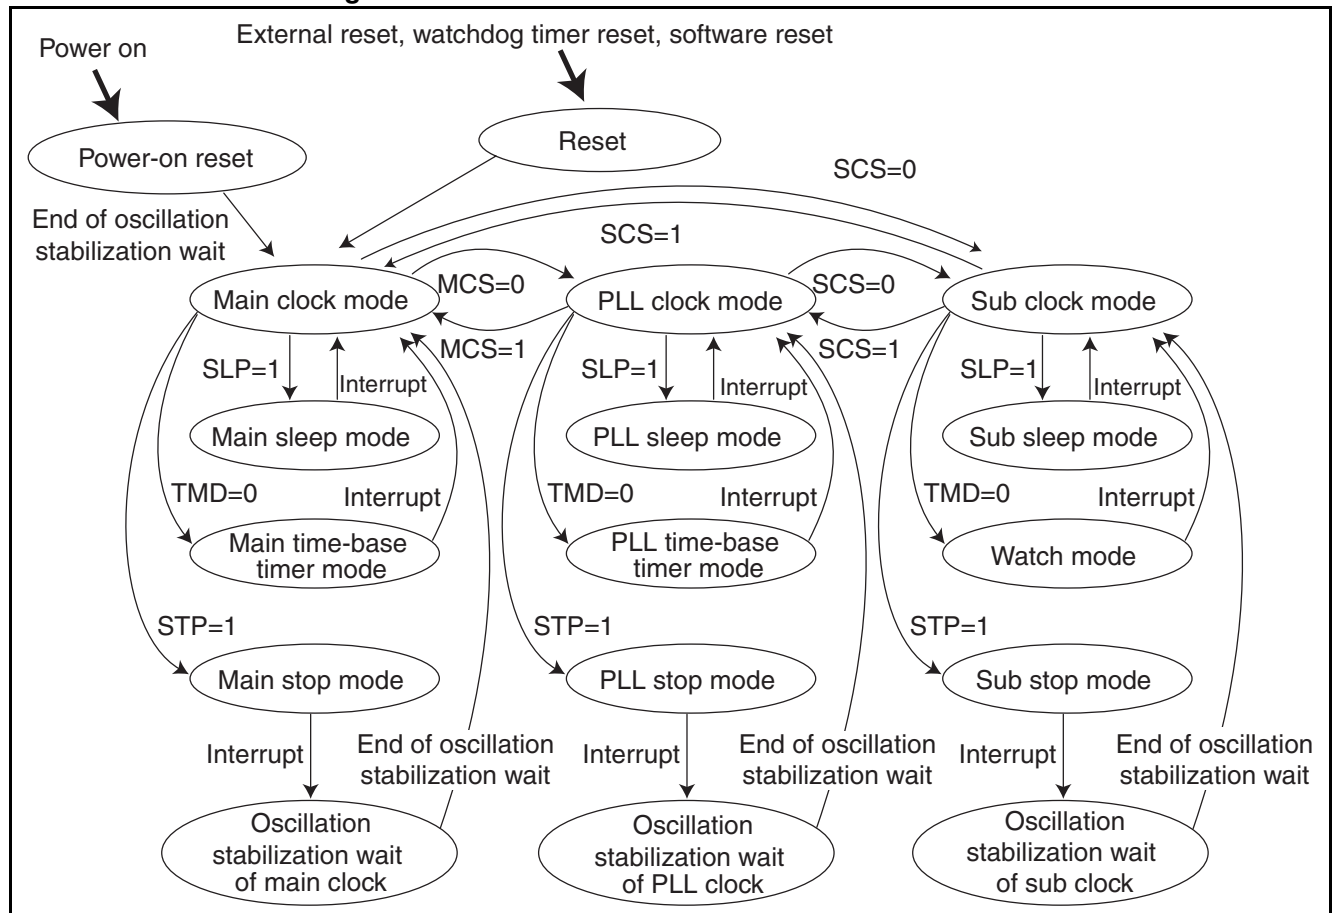 g
Power on
External reset, watchdog timer reset, software reset
Power-on reset
Reset
End of oscillation
stabilization wait
SCS=0
SCS=1
Main clock mode
MCS=0
MCS=1
PLL clock mode
SCS=0
SCS=1
Sub clock mode
SLP=1
Interrupt
SLP=1
Interrupt
SLP=1
Interrupt
Main sleep mode
PLL sleep mode
Sub sleep mode
TMD=0
Interrupt
TMD=0
Interrupt
TMD=0
Interrupt
Main time-base
timer mode
PLL time-base
timer mode
Watch mode
STP=1
STP=1
STP=1
Main stop mode
PLL stop mode
Sub stop mode
Interrupt
End of oscillation
stabilization wait
Interrupt
End of oscillation
stabilization wait
Interrupt
End of oscillation
stabilization wait
Oscillation
stabilization wait
of main clock
Oscillation
stabilization wait
of PLL clock
Oscillation
stabilization wait
of sub clock